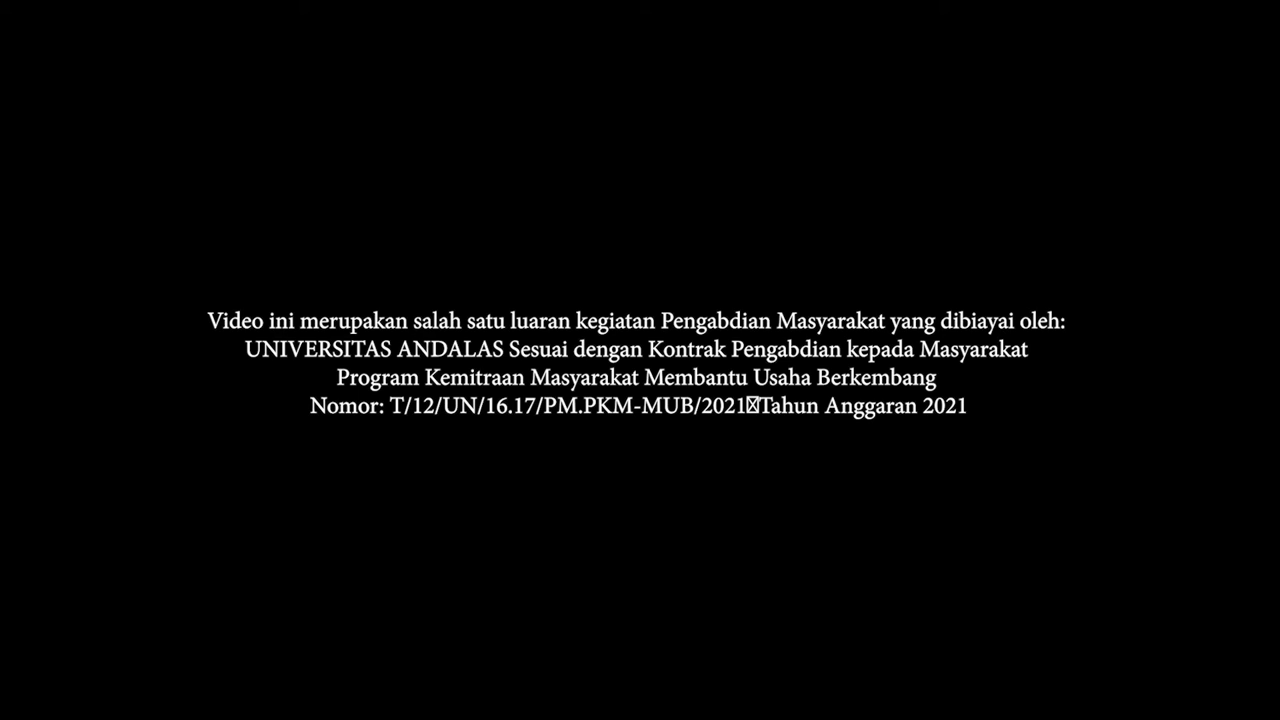 Video ini merupakan salah satu luaran kegiatan Pengabdian Masyarakat yang dibiayai oleh:
UNIVERSITAS ANDALAS Sesuai dengan Kontrak Pengabdian kepada Masyarakat
Program Kemitraan Masyarakat Membantu Usaha Berkembang
Nomor: T/12/UN/16.17/PM.PKM-MUB/2021 Tahun Anggaran 2021